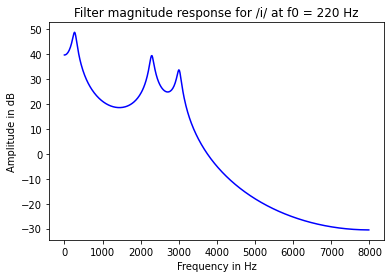 Filter magnitude response for /i/ at f0 = 220 Hz
50
40
30
20
10
0
−10
−20
−30
Amplitude in dB
0 1000 2000 3000 4000 5000 6000 7000 8000
Frequency in Hz